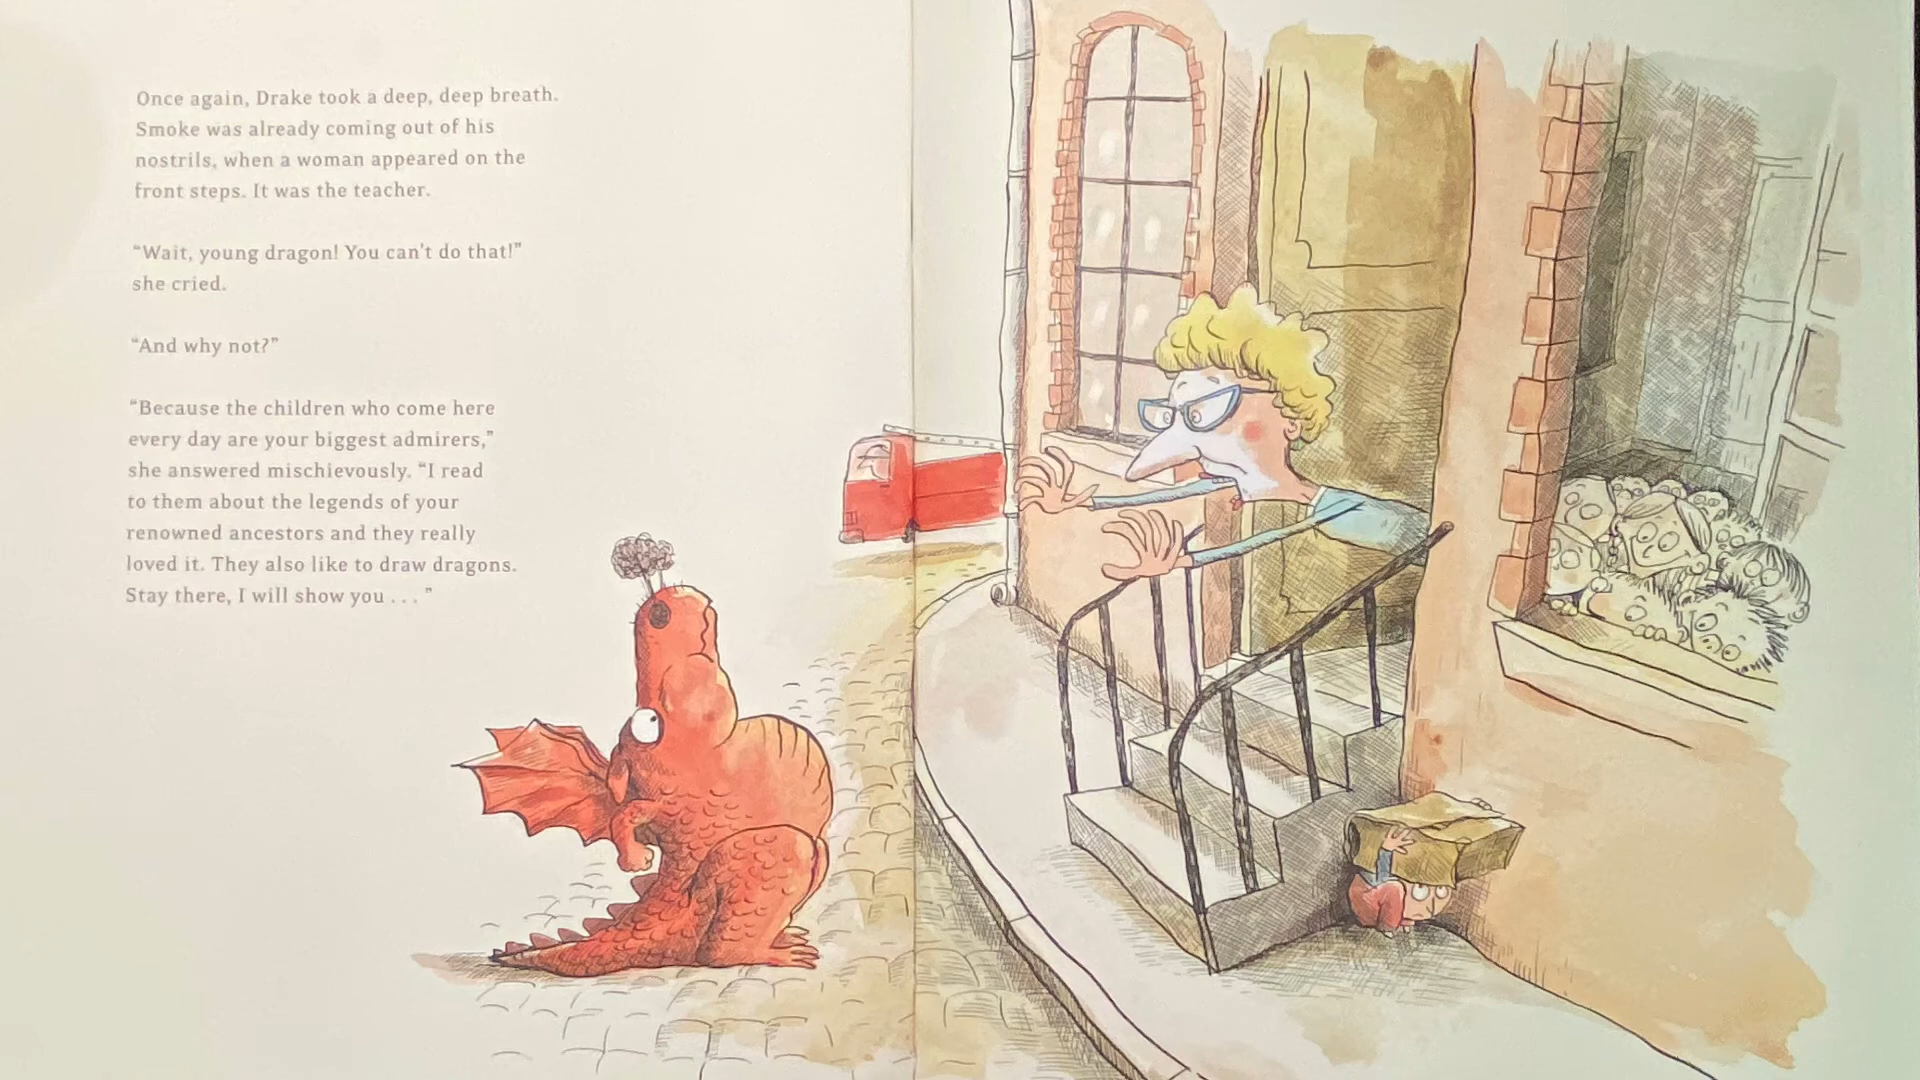 Once again, Drake took a deep, deep breath.
Smoke was already coming out of his
nostrils, when a woman appeared on the
front steps. It was the teacher.
“Wait, young dragon! You can't do that!”
she cried.
“And why not?”
“Because the children who come here
every day are your biggest admirers,”
she answered mischievously. “I read
to them about the legends of your
renowned ancestors and they really
loved it. They also like to draw dragons.
Stay there, I will show you . . . ”